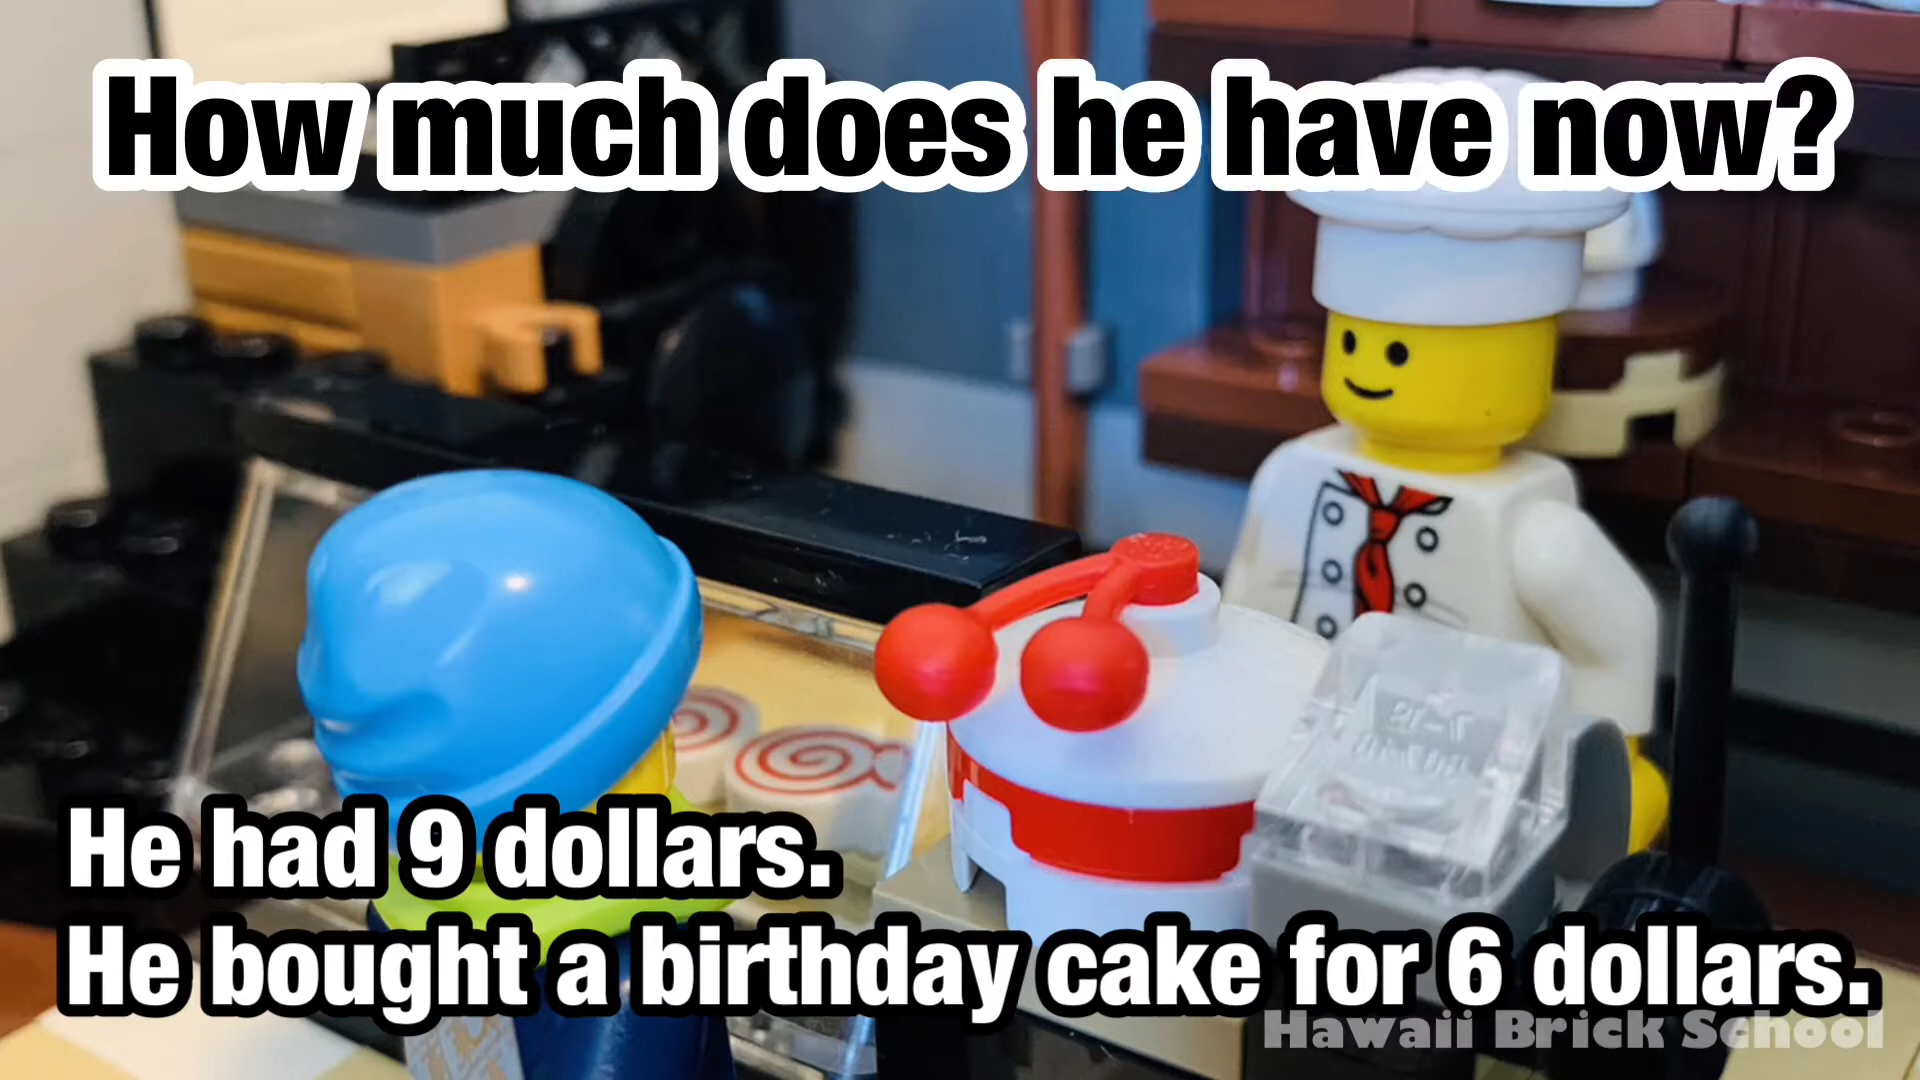 How much does he have now?
He had 9 dollars.
He bought a birthday cake for 6 dollars.
Hawaii Brick School